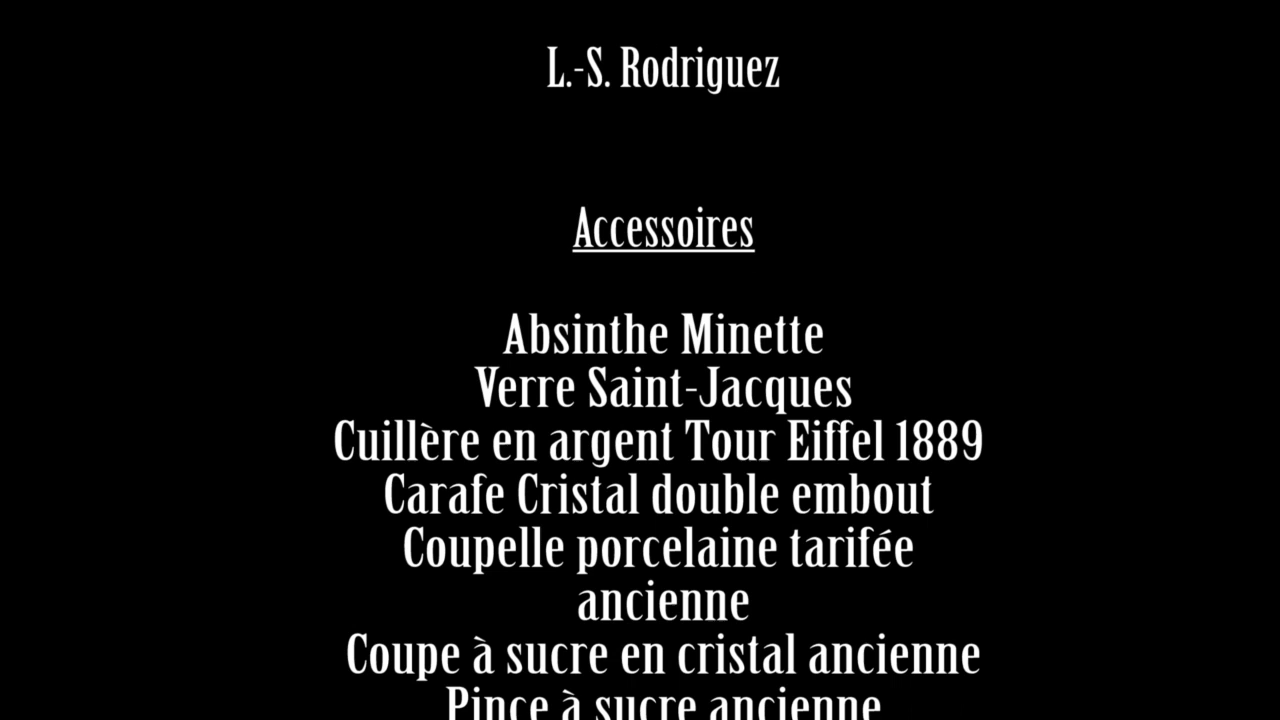 L.-S. Rodriguez
Accessoires
Absinthe Minette
Verre Saint-Jacques
Cuillère en argent Tour Eiffel 1889
Carafe Cristal double embout
Coupelle porcelaine tarifée
ancienne
Coupe à sucre en cristal ancienne
Pince à sucre ancienne